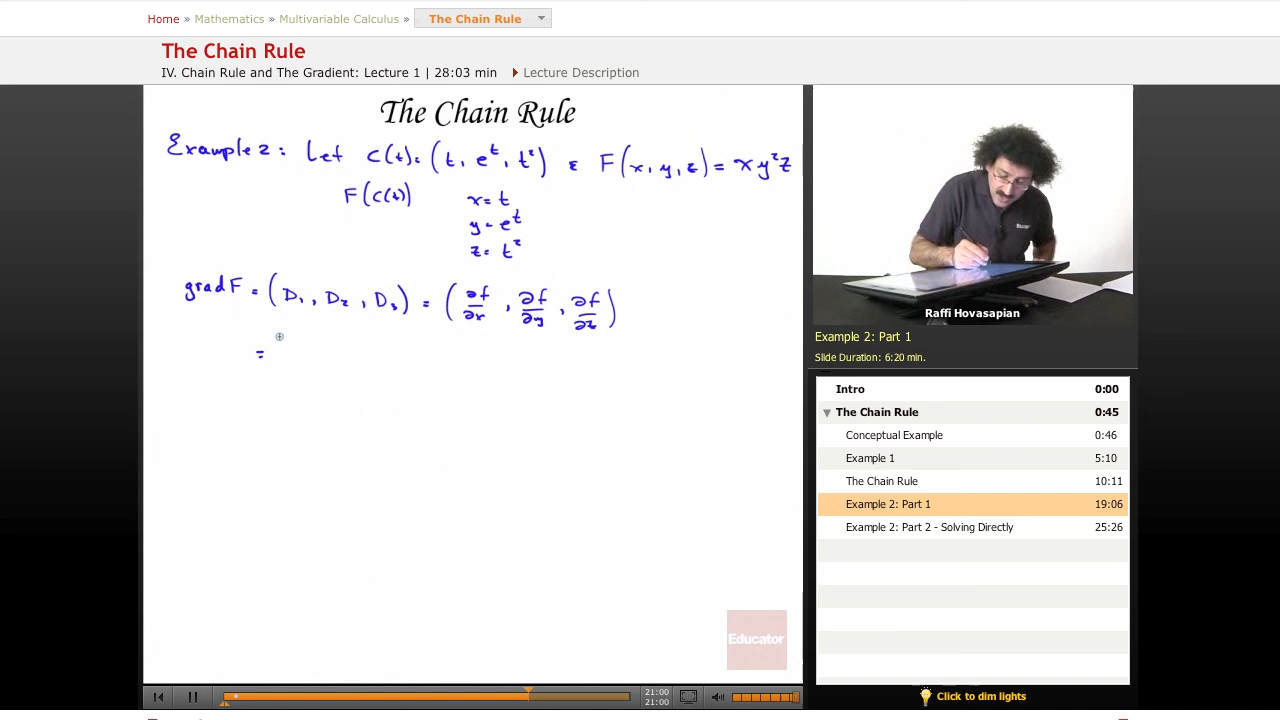 Home » Mathematics » Multivariable Calculus » The Chain Rule
The Chain Rule
IV. Chain Rule and The Gradient: Lecture 1 | 28:03 min Lecture Description
The Chain Rule
Example 2: Let C(t) = (t, e^t, t²) & F(x, y, z) = x y² z
F(C(t)) x = t
y = e^t
z = t²
grad F = (D₁, D₂, D₃) = (∂f/∂x, ∂f/∂y, ∂f/∂z)
=
Educator
Raffi Hovasapian
Example 2: Part 1
Slide Duration: 6:20 min.
Intro 0:00
The Chain Rule 0:45
Conceptual Example 0:46
Example 1 5:10
The Chain Rule 10:11
Example 2: Part 1 19:06
Example 2: Part 2 - Solving Directly 25:26
21:00
21:00
Click to dim lights